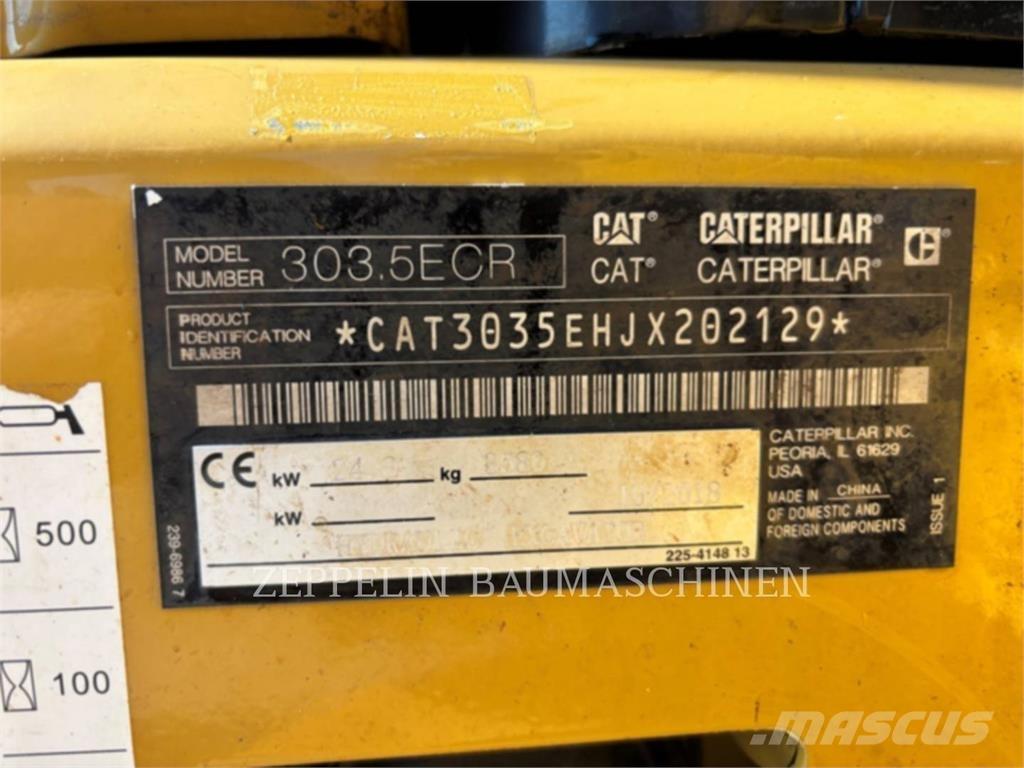 MODEL NUMBER 303.5ECR
CAT® CATERPILLAR®
CAT® CATERPILLAR®
PRODUCT IDENTIFICATION NUMBER *CAT3035EHJX202129*
CE kW kg
kW
225-4148 13
CATERPILLAR INC.
PEORIA, IL 61629
USA
MADE IN CHINA
OF DOMESTIC AND
FOREIGN COMPONENTS
ISSUE 1
239-6986 7
500
100
ZEPPELIN BAUMASCHINEN
MASCUS